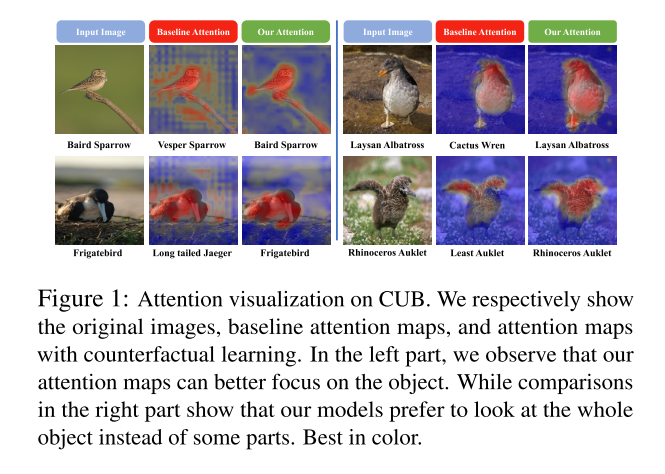 Input Image Baseline Attention Our Attention Input Image Baseline Attention Our Attention
Baird Sparrow Vesper Sparrow Baird Sparrow Laysan Albatross Cactus Wren Laysan Albatross
Frigatebird Long tailed Jaeger Frigatebird Rhinoceros Auklet Least Auklet Rhinoceros Auklet
Figure 1: Attention visualization on CUB. We respectively show
the original images, baseline attention maps, and attention maps
with counterfactual learning. In the left part, we observe that our
attention maps can better focus on the object. While comparisons
in the right part show that our models prefer to look at the whole
object instead of some parts. Best in color.